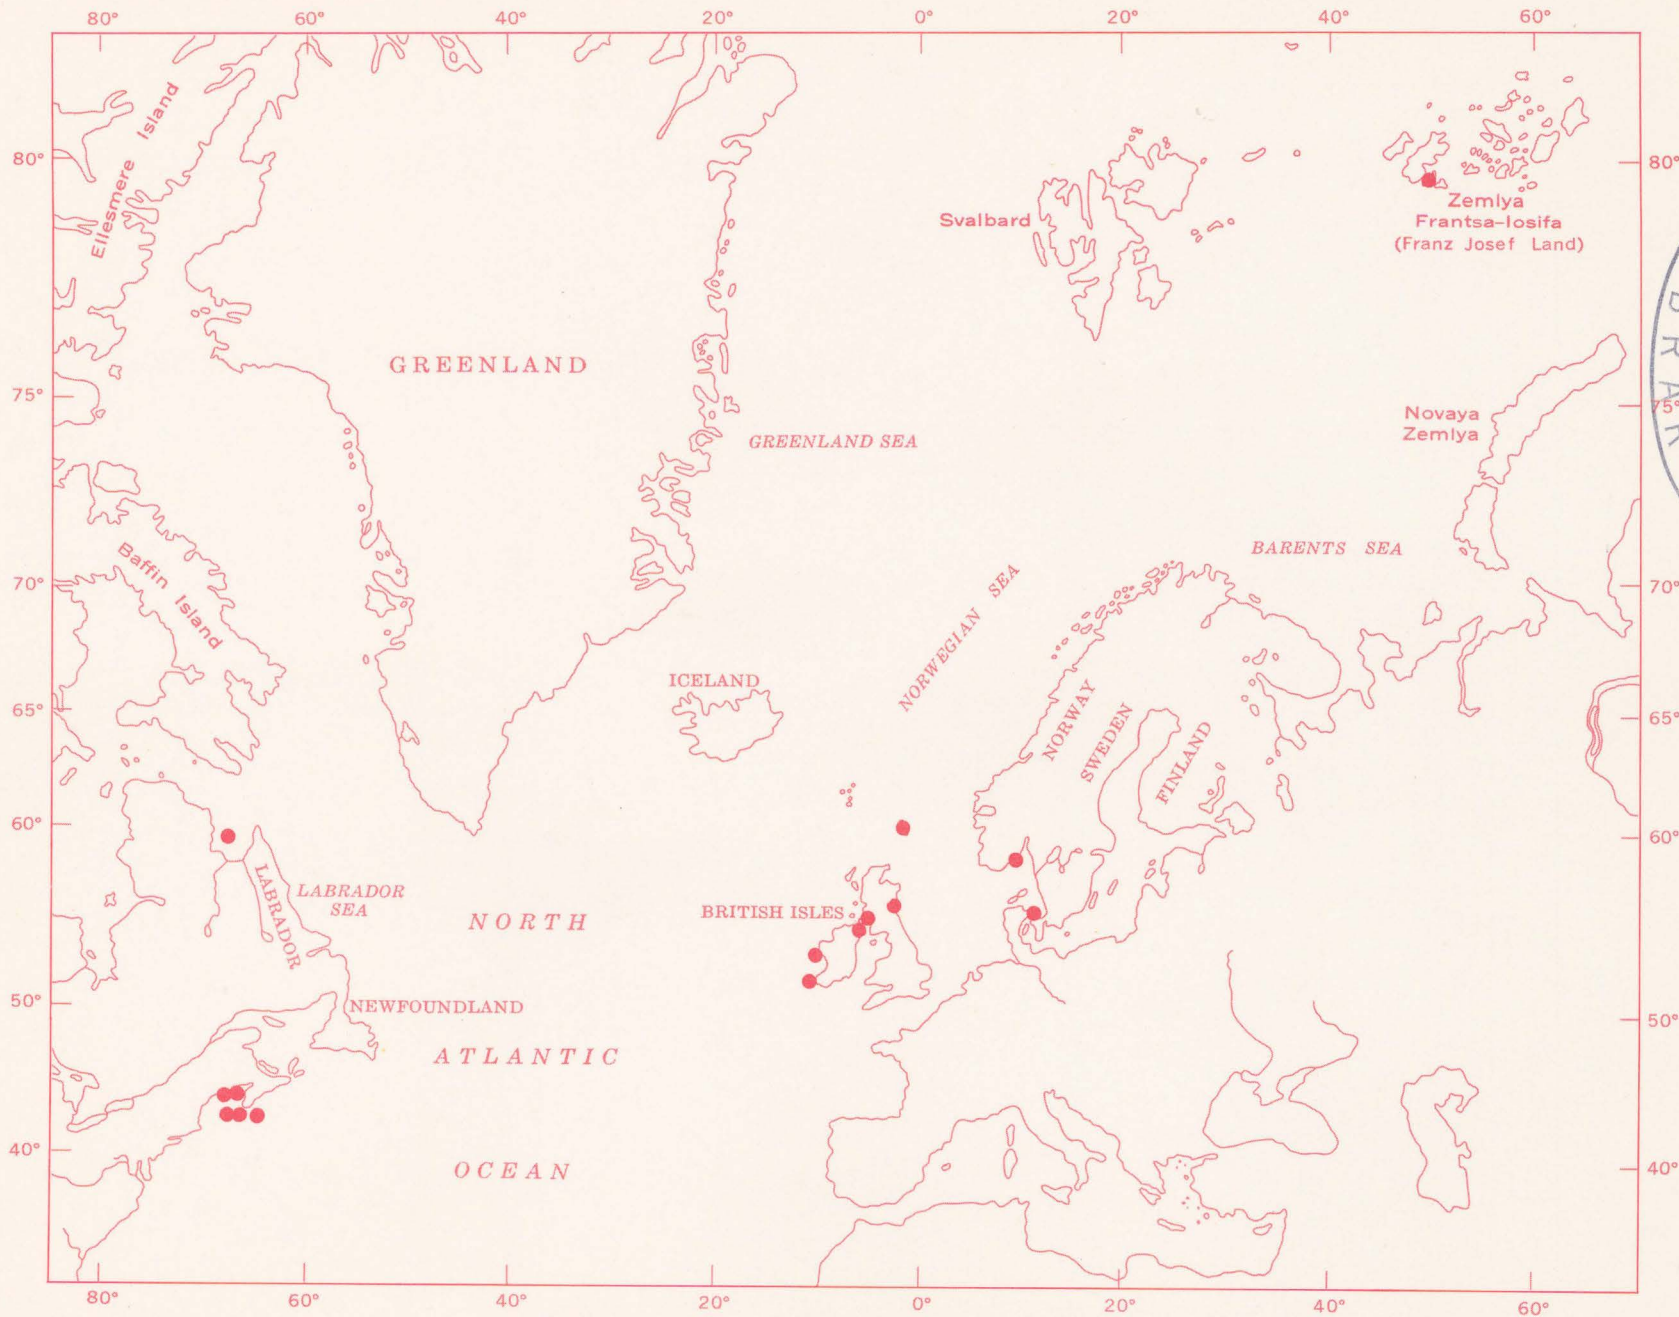 80° 60° 40° 20° 0° 20° 40° 60°
80° 80°
Ellesmere Island
Svalbard
Zemlya
Frantsa-Iosifa
(Franz Josef Land)
GREENLAND
75° 75°
Novaya
Zemlya
GREENLAND SEA
BARENTS SEA
Baffin Island
70° 70°
NORWEGIAN SEA
ICELAND
65° 65°
NORWAY
SWEDEN
FINLAND
60° 60°
LABRADOR
LABRADOR
SEA
NORTH
BRITISH ISLES
50° 50°
NEWFOUNDLAND
ATLANTIC
40° 40°
OCEAN
80° 60° 40° 20° 0° 20° 40° 60°